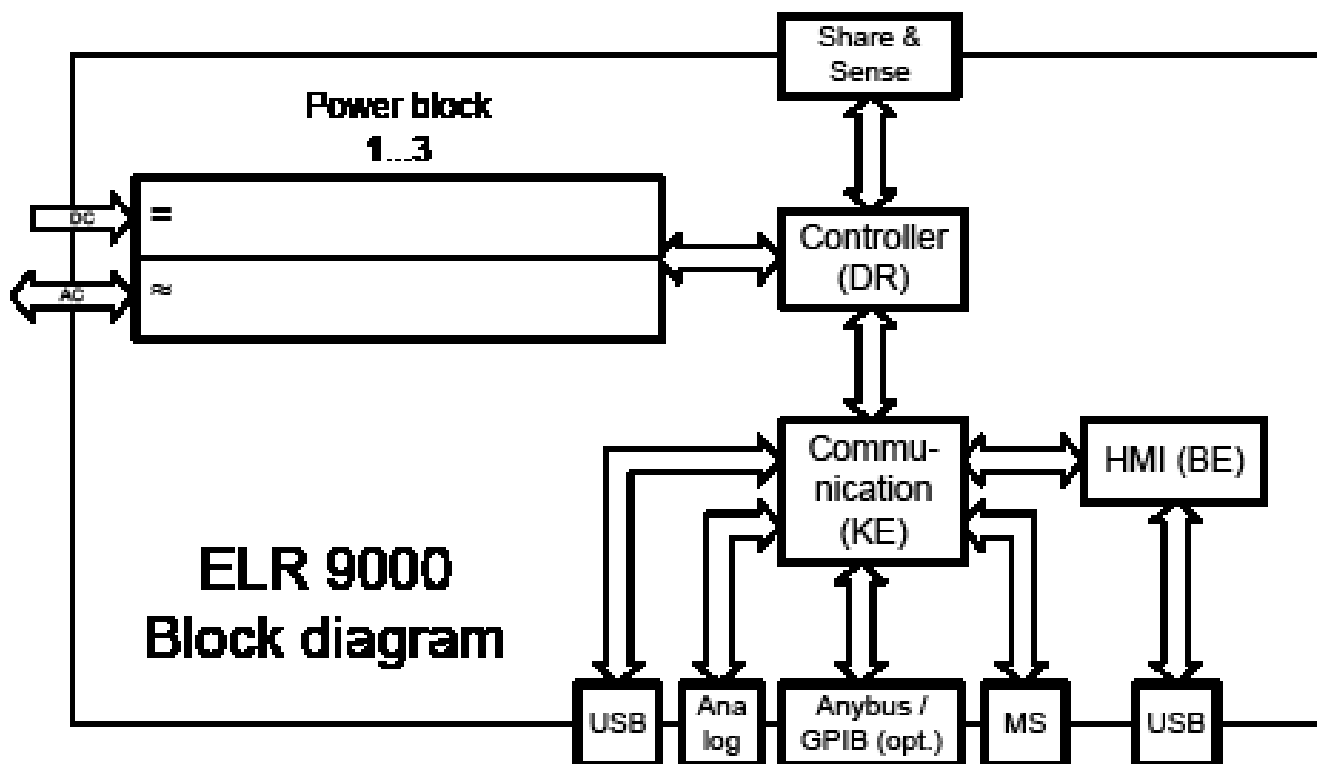 Share &
Sense
Power block
1...3
DC
=
Controller
(DR)
AC
≈
Commu-
nication
(KE)
HMI (BE)
ELR 9000
Block diagram
USB
Ana
log
Anybus /
GPIB (opt.)
MS
USB